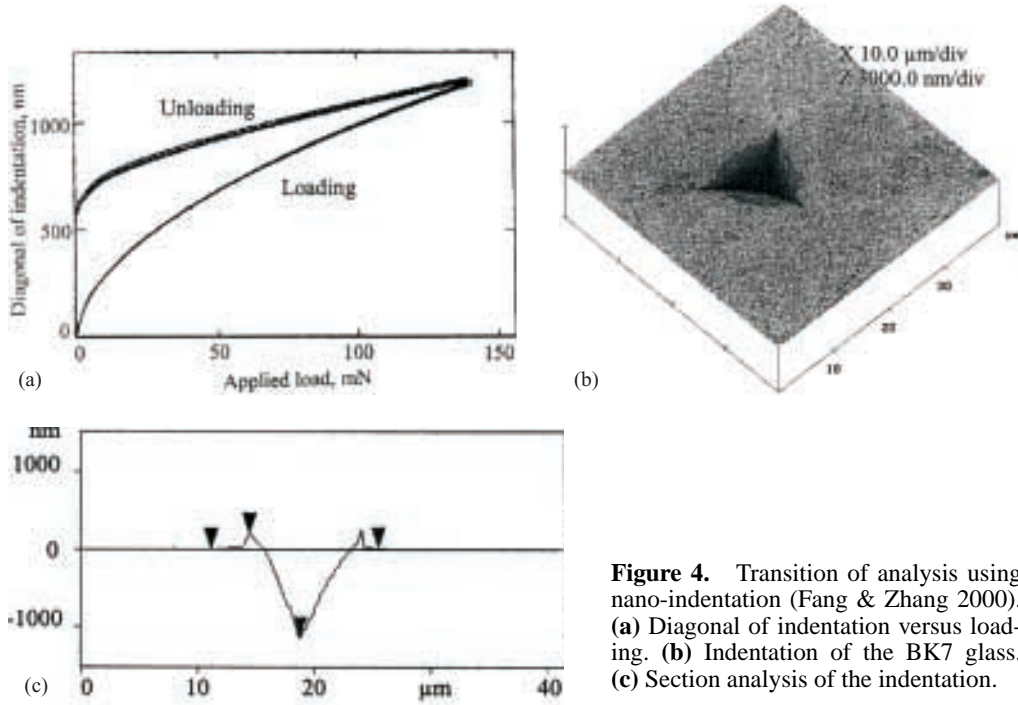 Diagonal of indentation, nm
1000
500
0
Unloading
Loading
0 50 100 150
Applied load, mN
(a)
X 10.0 µm/div
10
30
(b)
nm
1000
0
-1000
0 10 20 µm 40
(c)
Figure 4. Transition of analysis using
nano-indentation (Fang & Zhang 2000).
(a) Diagonal of indentation versus load-
ing. (b) Indentation of the BK7 glass.
(c) Section analysis of the indentation.